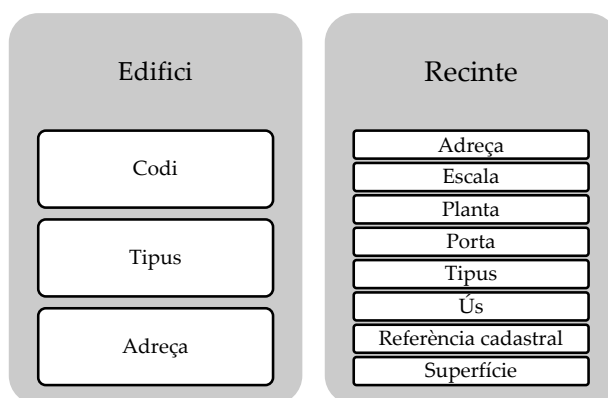 Edifici
Codi
Tipus
Adreça
Recinte
Adreça
Escala
Planta
Porta
Tipus
Ús
Referència cadastral
Superfície